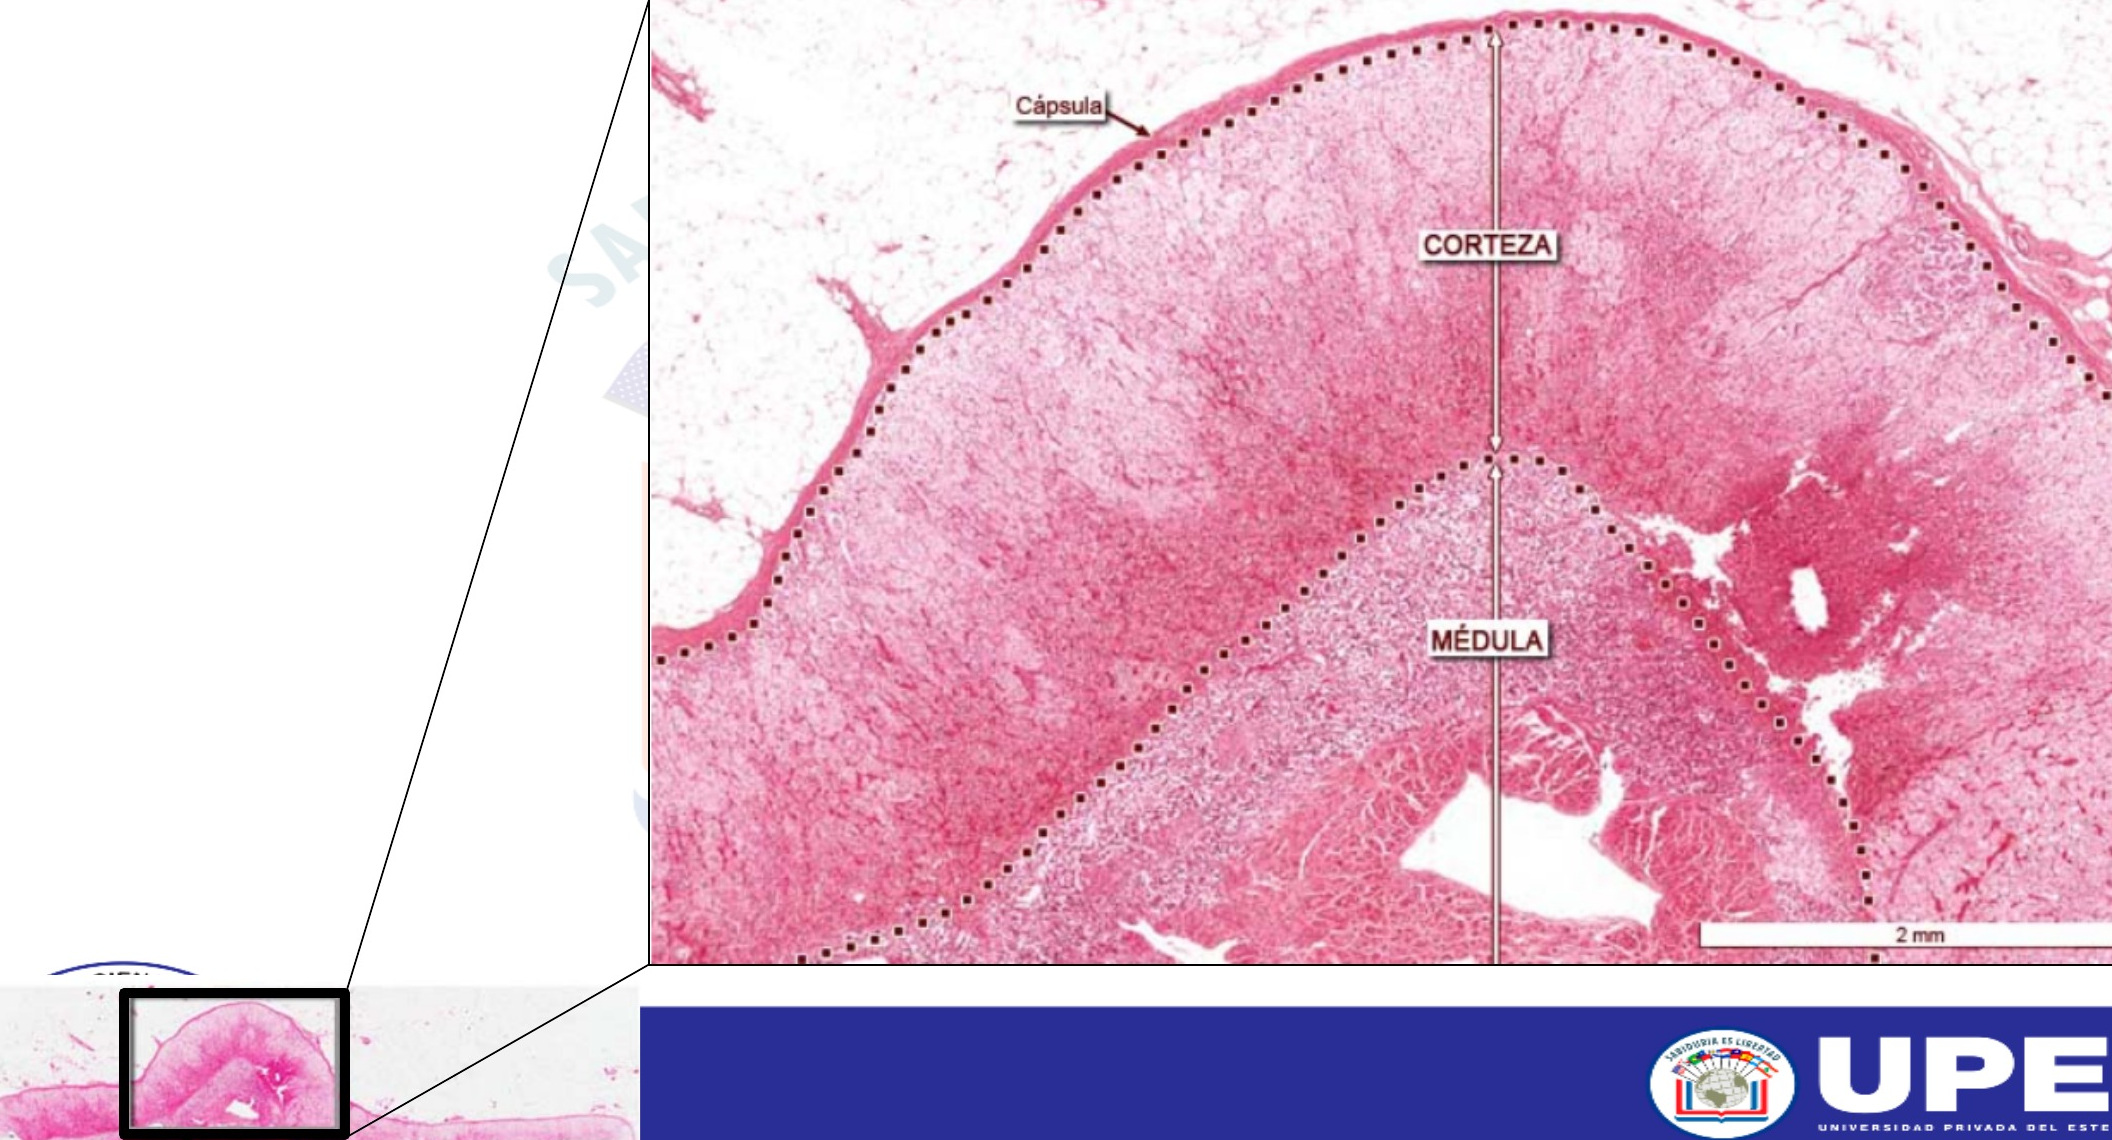 Cápsula
CORTEZA
MÉDULA
2 mm
SABIDURIA ES LIBERTAD
UPE
UNIVERSIDAD PRIVADA DEL ESTE